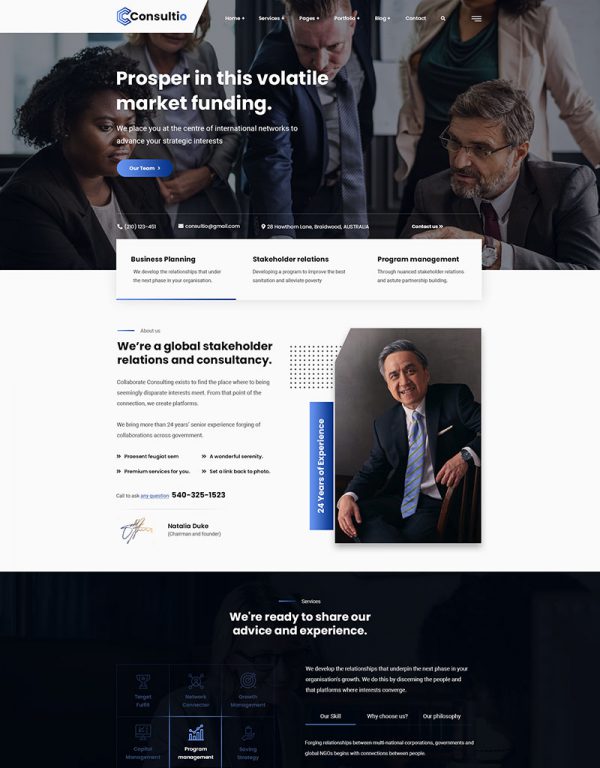 Consultio
Home + Services + Pages + Portfolio + Blog + Contact
Prosper in this volatile
market funding.
We place you at the centre of international networks to
advance your strategic interests
Our Team >
(210) 123-451 consultio@gmail.com 28 Hawthorn Lane, Braidwood, AUSTRALIA Contact us »
Business Planning
We develop the relationships that under
the next phase in your organisation.
Stakeholder relations
Developing a program to improve the best
sanitation and alleviate poverty
Program management
Through nuanced stakeholder relations
and astute partnership building.
About us
We're a global stakeholder
relations and consultancy.
Collaborate Consulting exists to find the place where to being
seemingly disparate interests meet. From that point of the
connection, we create platforms.
We bring more than 24 years' senior experience forging of
collaborations across government.
» Praesent feugiat sem » A wonderful serenity.
» Premium services for you. » Set a link back to photo.
Call to ask any question 540-325-1523
Natalia Duke
(Chairman and founder)
24 Years of Experience
Services
We're ready to share our
advice and experience.
Target
Fulfill
Network
Connector
Growth
Management
Capital
Management
Program
management
Saving
Strategy
We develop the relationships that underpin the next phase in your
organisation's growth. We do this by discerning the people and
that platforms where interests converge.
Our Skill Why choose us? Our philosophy
Forging relationships between multi-national corporations, governments and
global NGOs begins with connections between people.